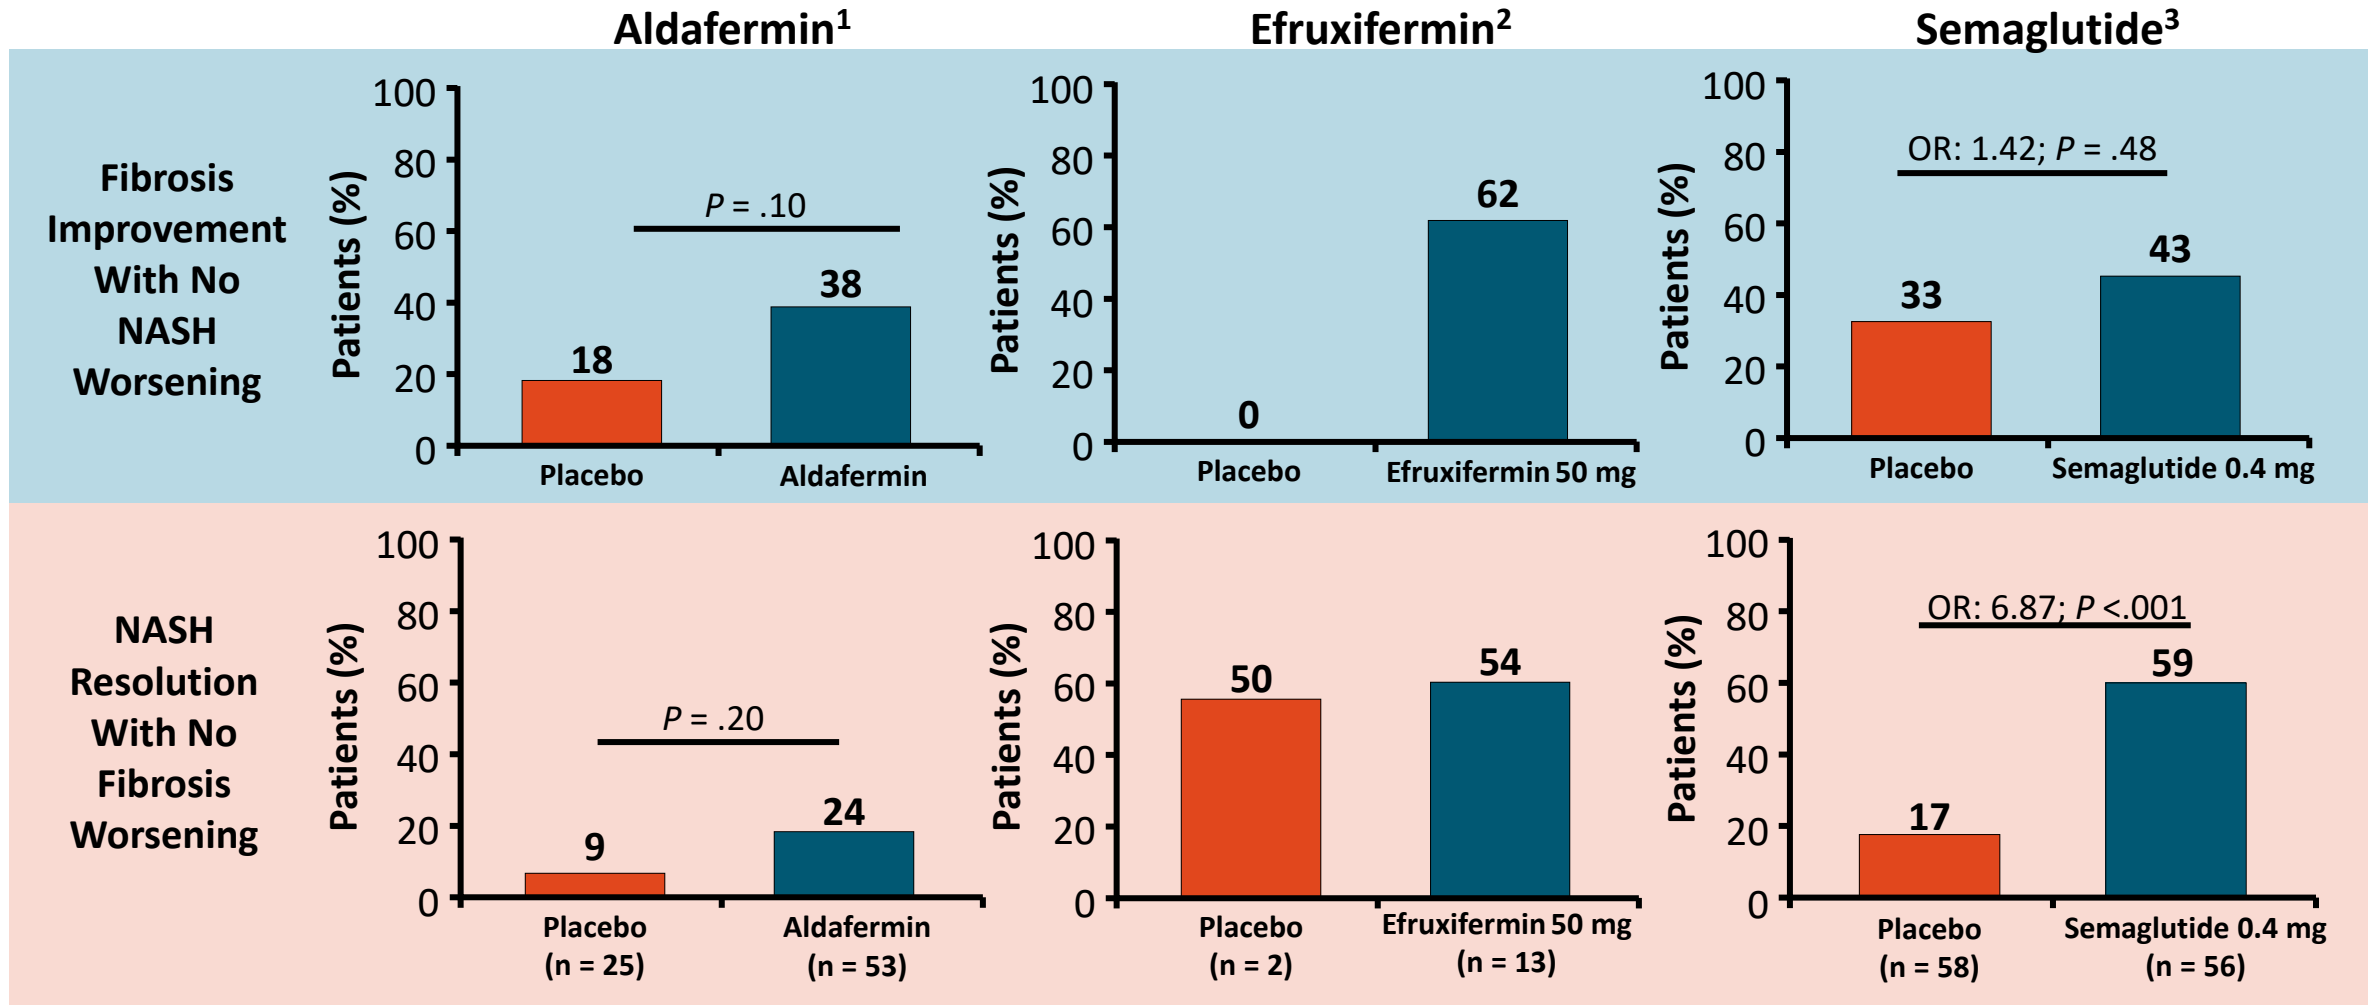 Aldafermin1
Efruxifermin2
Semaglutide3
Fibrosis
Improvement
With No
NASH
Worsening
Patients (%)
100
80
60
40
20
0
P = .10
18
38
Placebo
Aldafermin
Patients (%)
100
80
60
40
20
0
0
62
Placebo
Efruxifermin 50 mg
Patients (%)
100
80
60
40
20
0
OR: 1.42; P = .48
33
43
Placebo
Semaglutide 0.4 mg
NASH
Resolution
With No
Fibrosis
Worsening
Patients (%)
100
80
60
40
20
0
P = .20
9
24
Placebo
(n = 25)
Aldafermin
(n = 53)
Patients (%)
100
80
60
40
20
0
50
54
Placebo
(n = 2)
Efruxifermin 50 mg
(n = 13)
Patients (%)
100
80
60
40
20
0
OR: 6.87; P <.001
17
59
Placebo
(n = 58)
Semaglutide 0.4 mg
(n = 56)